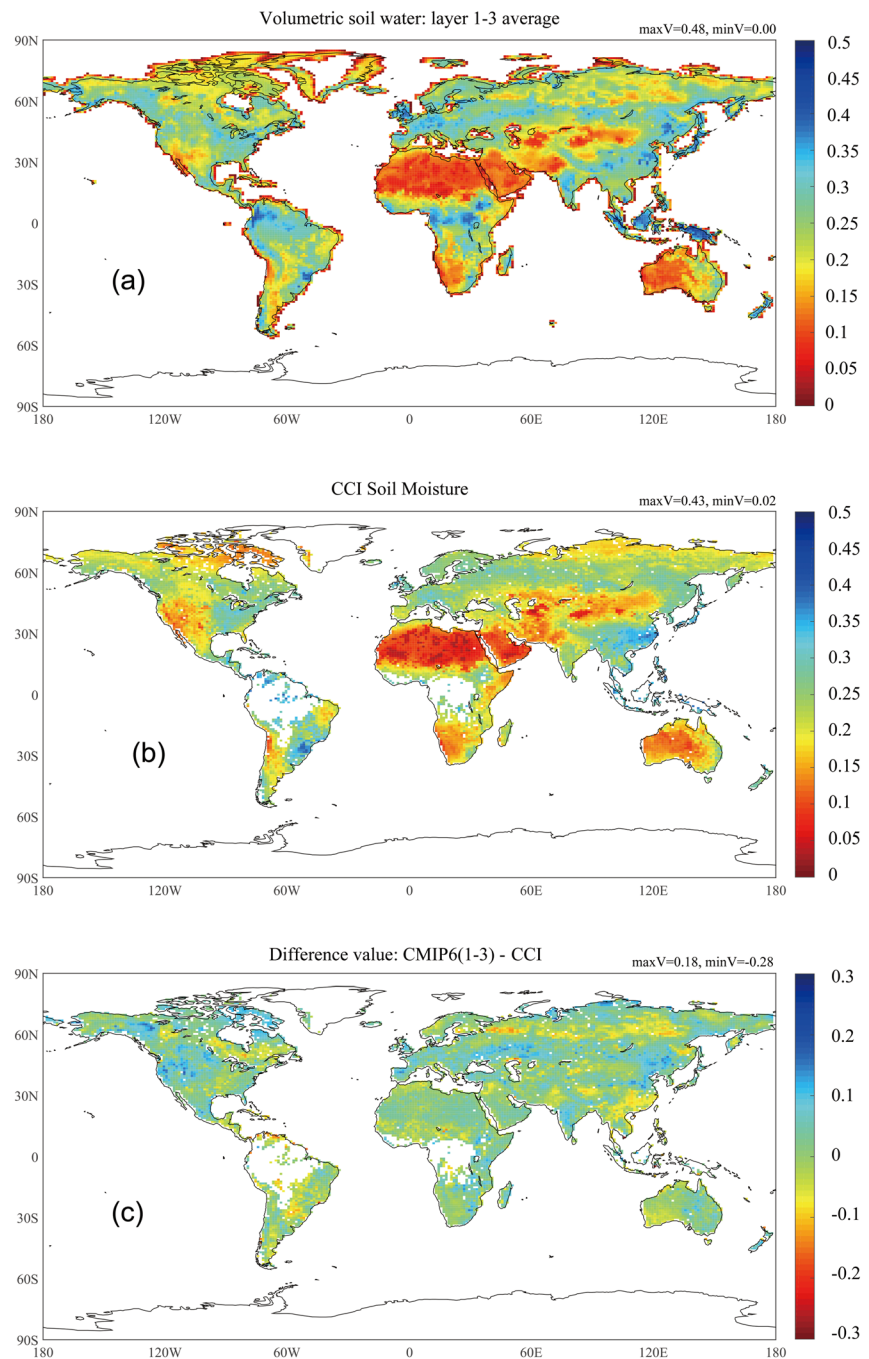 Volumetric soil water: layer 1-3 average
maxV=0.48, minV=0.00
90N
60N
30N
0
30S
60S
90S
180
120W
60W
0
60E
120E
180
(a)
0.5
0.45
0.4
0.35
0.3
0.25
0.2
0.15
0.1
0.05
0
CCI Soil Moisture
maxV=0.43, minV=0.02
90N
60N
30N
0
30S
60S
90S
180
120W
60W
0
60E
120E
180
(b)
0.5
0.45
0.4
0.35
0.3
0.25
0.2
0.15
0.1
0.05
0
Difference value: CMIP6(1-3) - CCI
maxV=0.18, minV=-0.28
90N
60N
30N
0
30S
60S
90S
180
120W
60W
0
60E
120E
180
(c)
0.3
0.2
0.1
0
-0.1
-0.2
-0.3